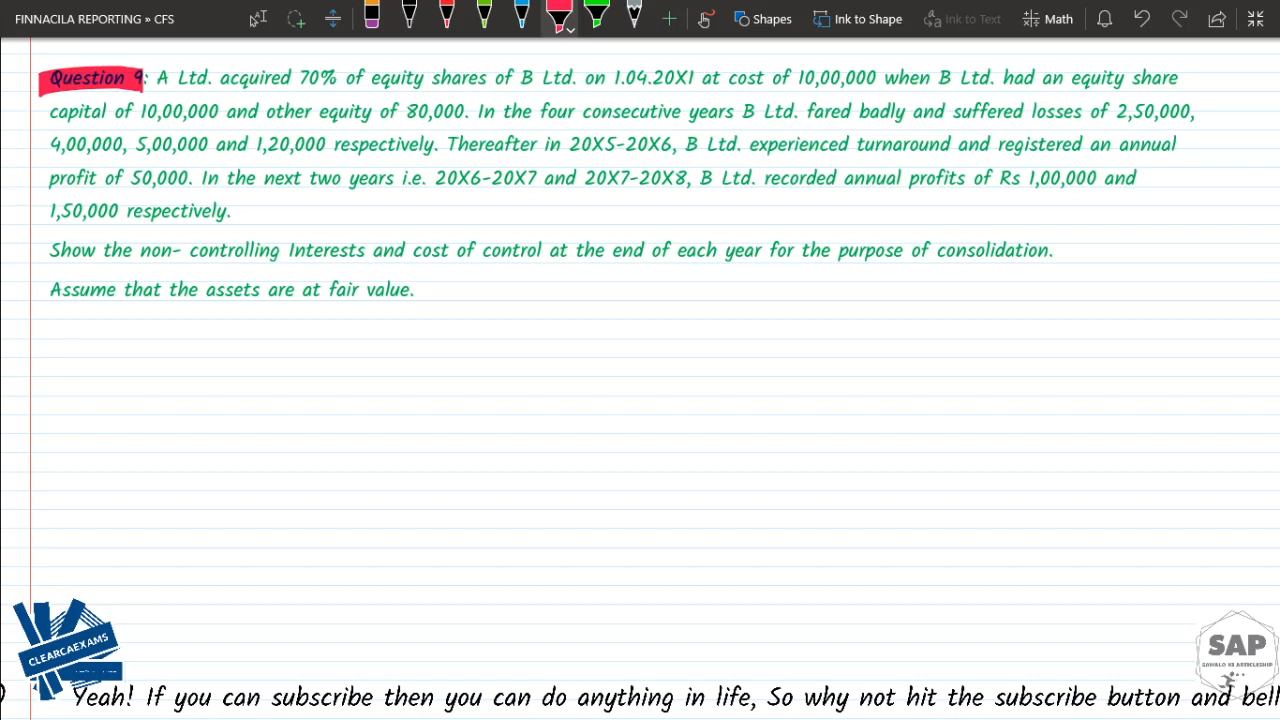 FINNACILA REPORTING » CFS
Shapes
Ink to Shape
Ink to Text
Math
Question 9: A Ltd. acquired 70% of equity shares of B Ltd. on 1.04.20X1 at cost of 10,00,000 when B Ltd. had an equity share
capital of 10,00,000 and other equity of 80,000. In the four consecutive years B Ltd. fared badly and suffered losses of 2,50,000,
4,00,000, 5,00,000 and 1,20,000 respectively. Thereafter in 20X5-20X6, B Ltd. experienced turnaround and registered an annual
profit of 50,000. In the next two years i.e. 20X6-20X7 and 20X7-20X8, B Ltd. recorded annual profits of Rs 1,00,000 and
1,50,000 respectively.
Show the non- controlling Interests and cost of control at the end of each year for the purpose of consolidation.
Assume that the assets are at fair value.
CLEARCAEXAMS
SAP
SAMJHLO KE ARTICLESHIP
Yeah! If you can subscribe then you can do anything in life, So why not hit the subscribe button and bell